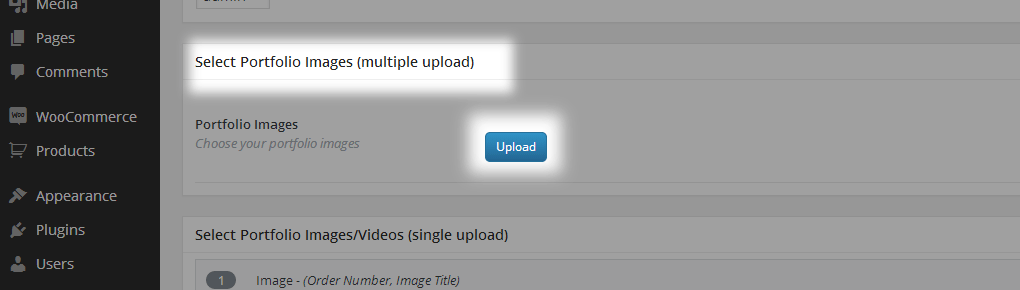 Media
Pages
Comments
WOO
WooCommerce
Products
Appearance
Plugins
Users
Select Portfolio Images (multiple upload)
Portfolio Images
Choose your portfolio images
Upload
Select Portfolio Images/Videos (single upload)
1 Image - (Order Number, Image Title)